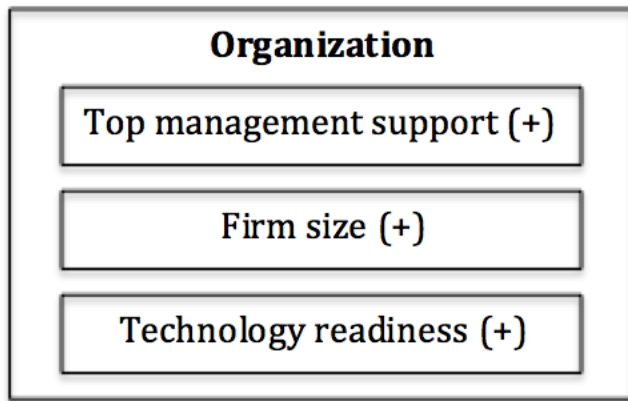 Organization
Top management support (+)
Firm size (+)
Technology readiness (+)